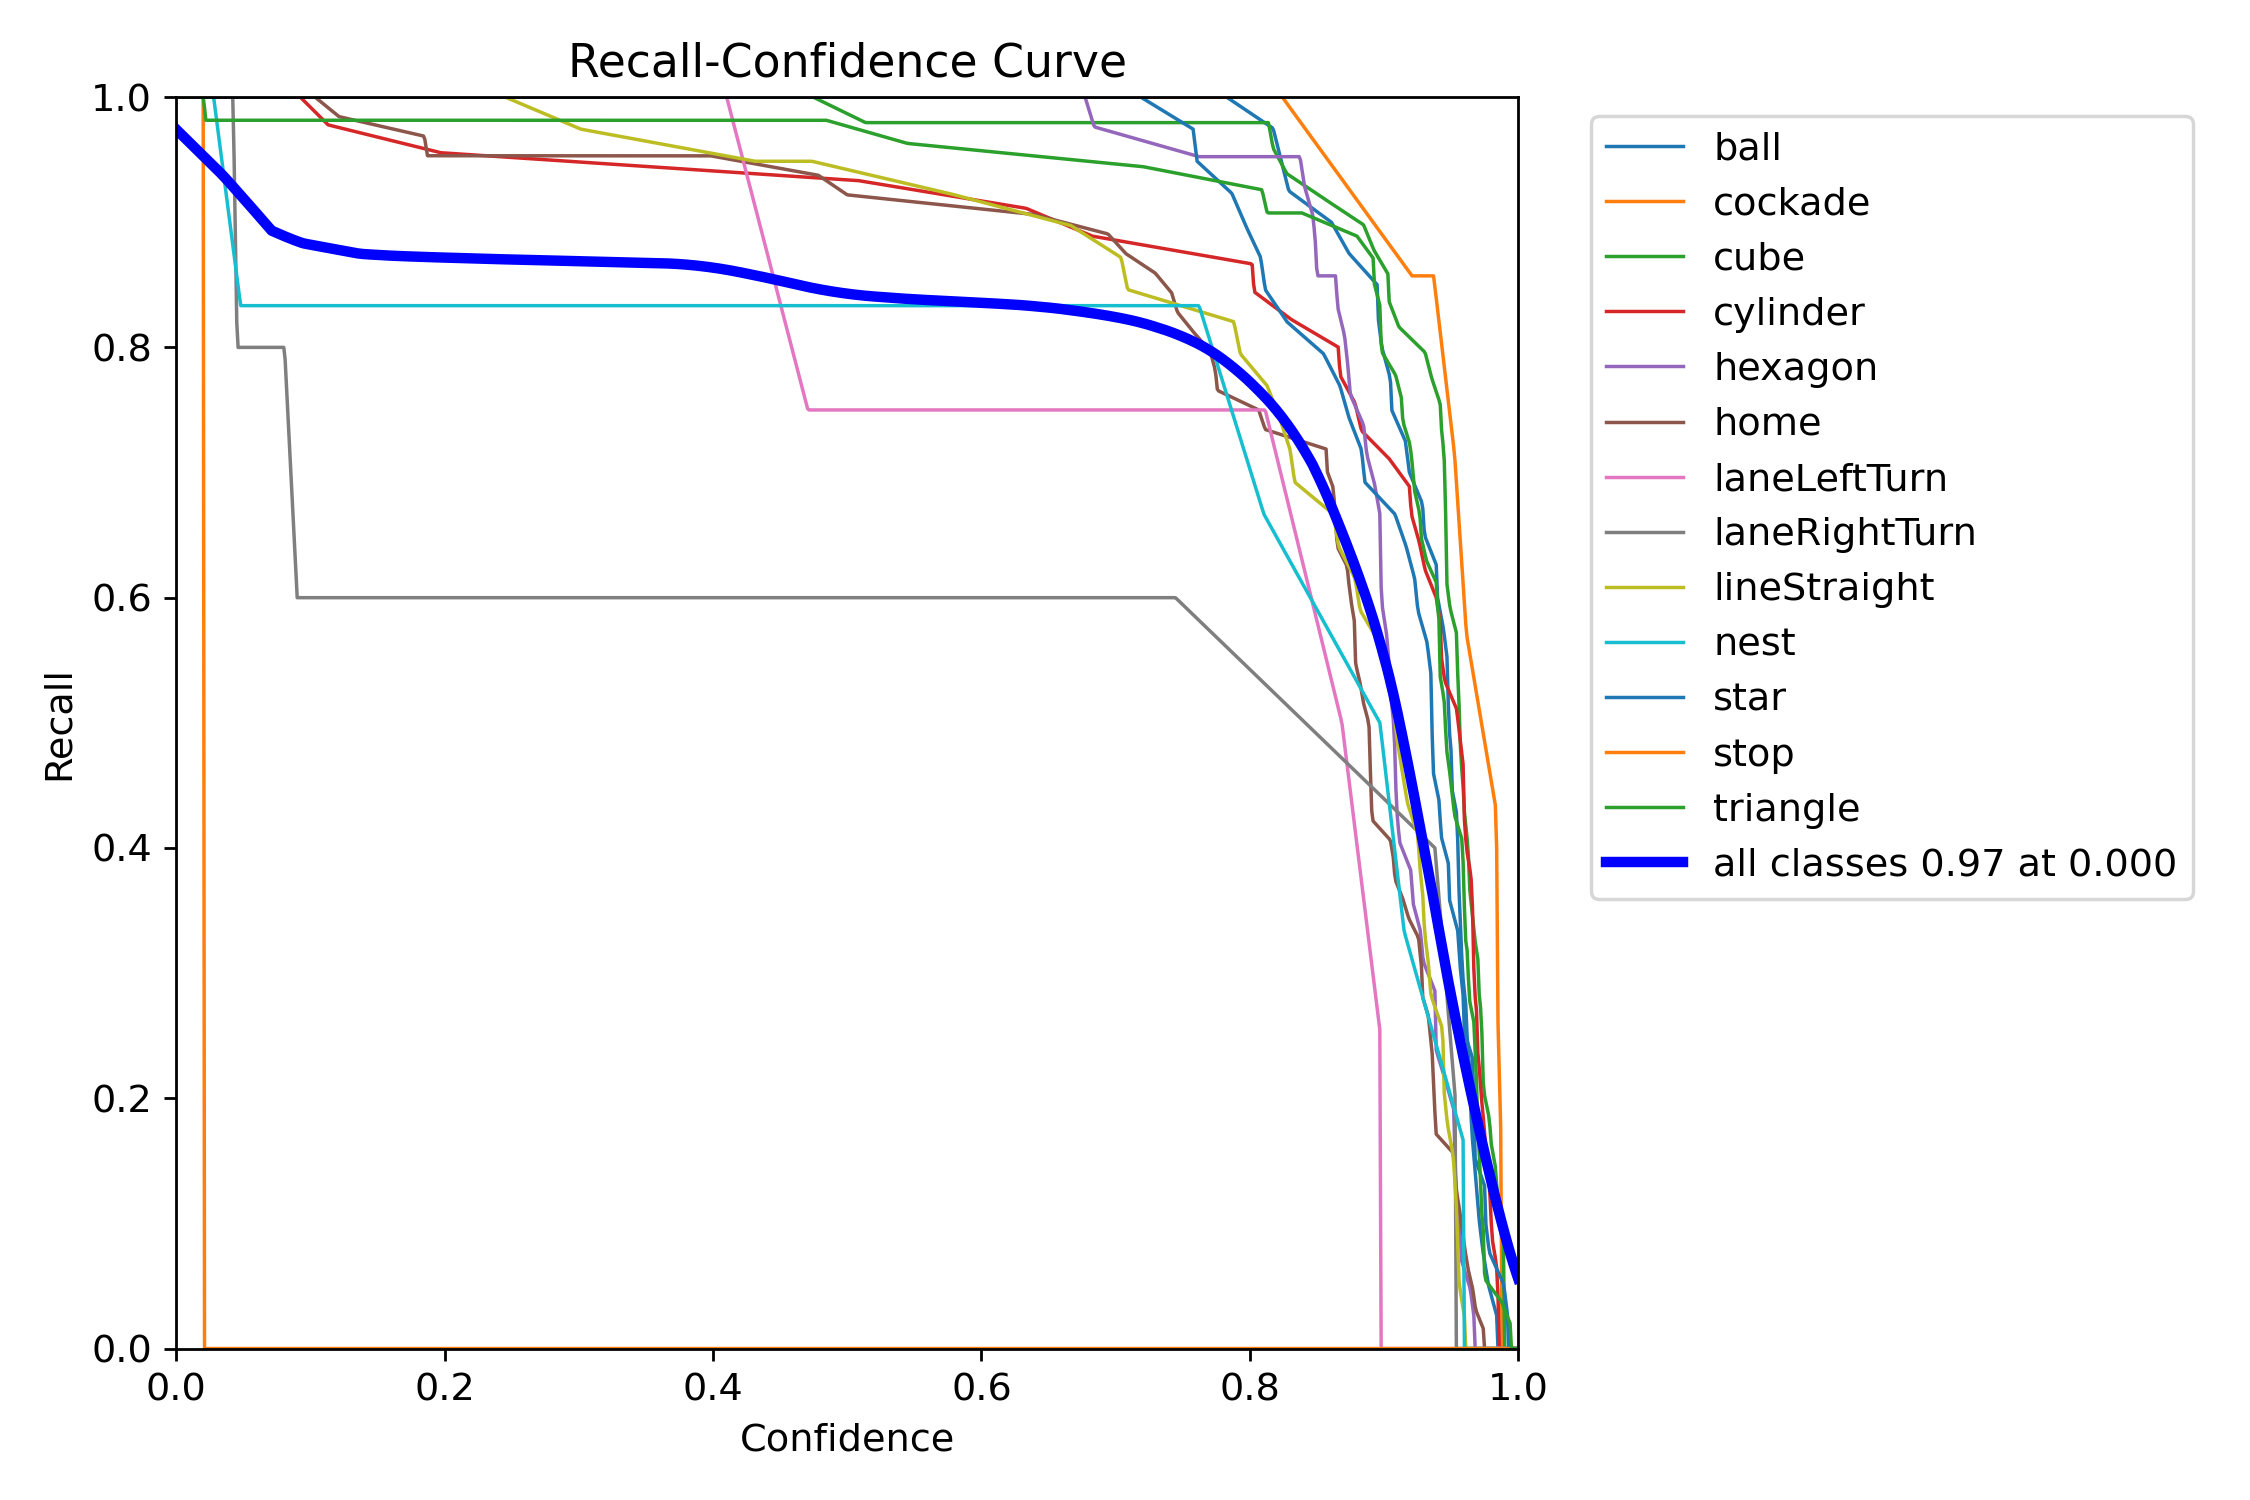 Recall-Confidence Curve
1.0
0.8
0.6
0.4
0.2
0.0
Recall
0.0 0.2 0.4 0.6 0.8 1.0
Confidence
ball
cockade
cube
cylinder
hexagon
home
laneLeftTurn
laneRightTurn
lineStraight
nest
star
stop
triangle
all classes 0.97 at 0.000